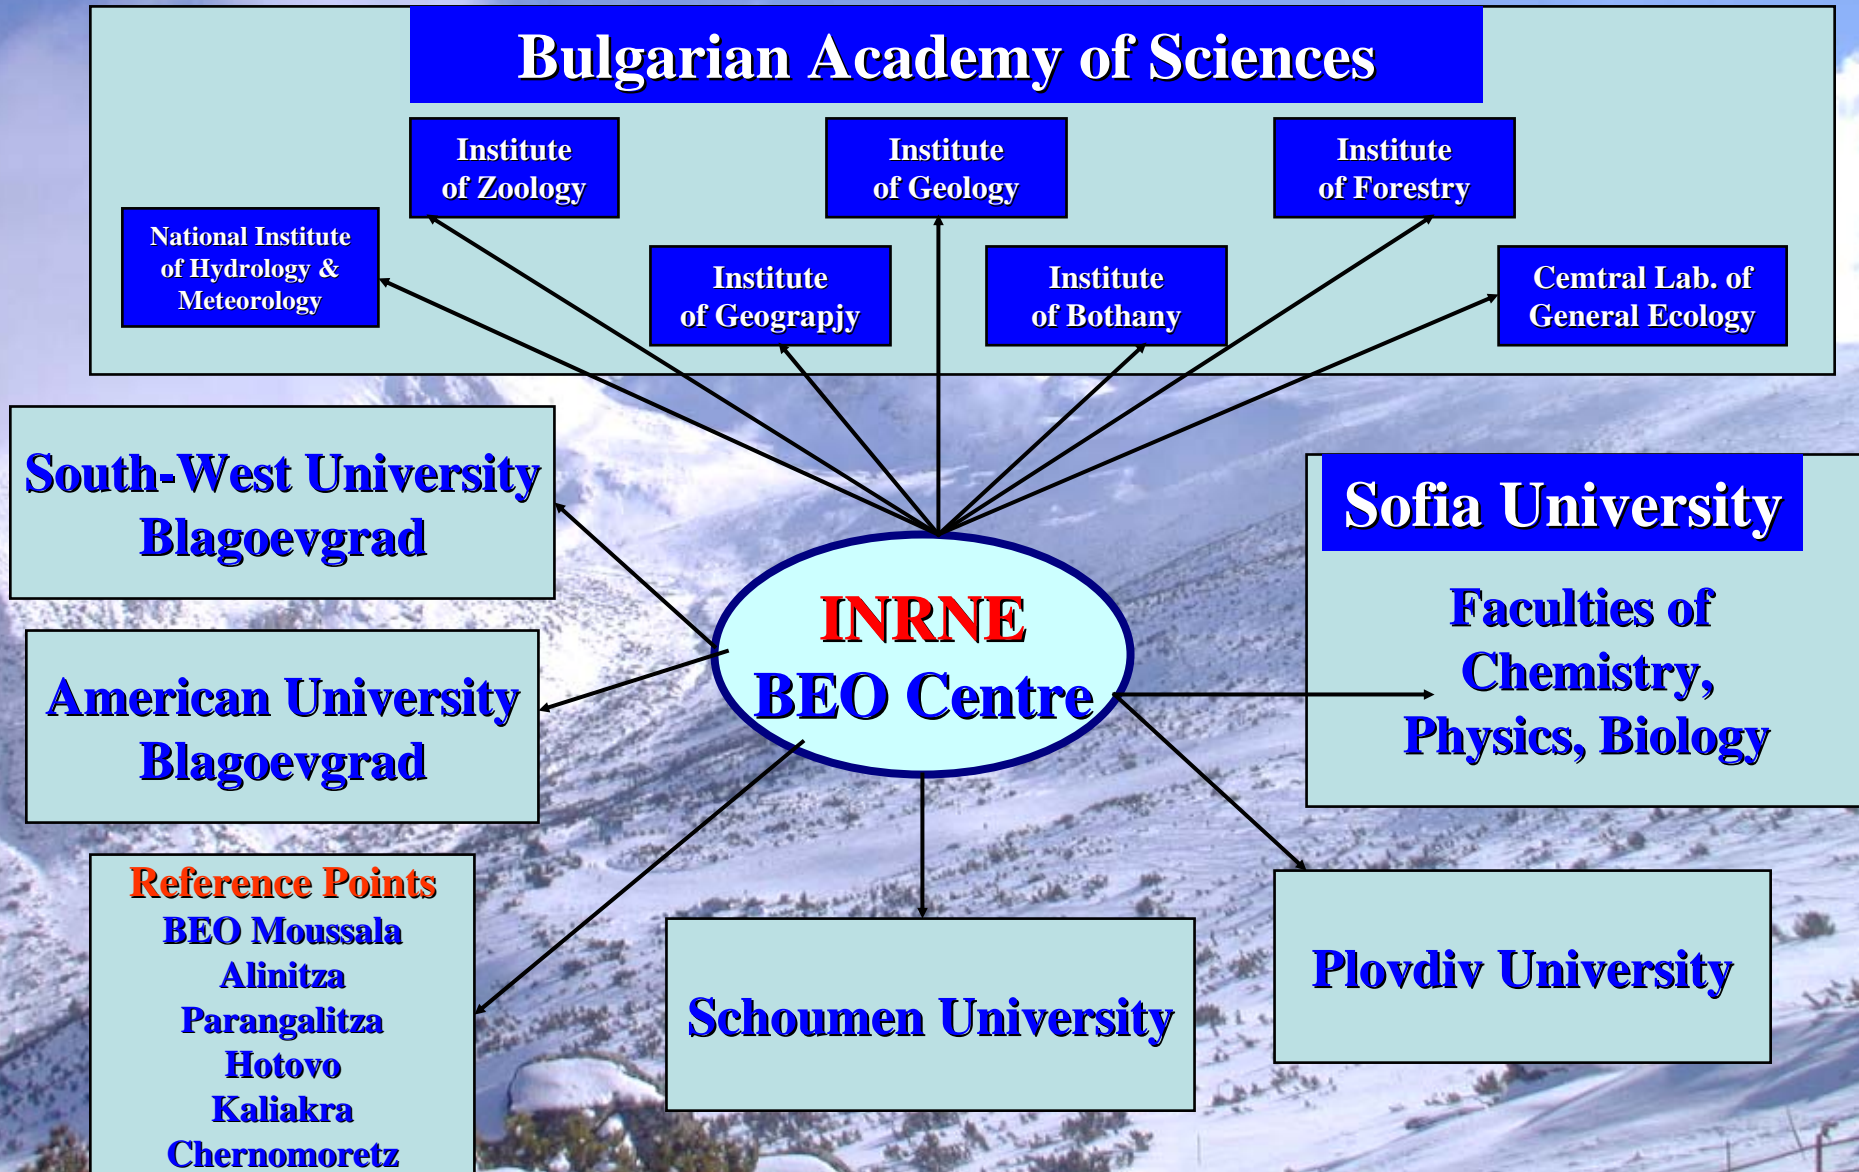 Bulgarian Academy of Sciences
Institute
of Zoology
Institute
of Geology
Institute
of Forestry
National Institute
of Hydrology &
Meteorology
Institute
of Geograpjy
Institute
of Bothany
Cemtral Lab. of
General Ecology
South-West University
Blagoevgrad
Sofia University
Faculties of
Chemistry,
Physics, Biology
INRNE
BEO Centre
American University
Blagoevgrad
Reference Points
BEO Moussala
Alinitza
Parangalitza
Hotovo
Kaliakra
Chernomoretz
Schoumen University
Plovdiv University